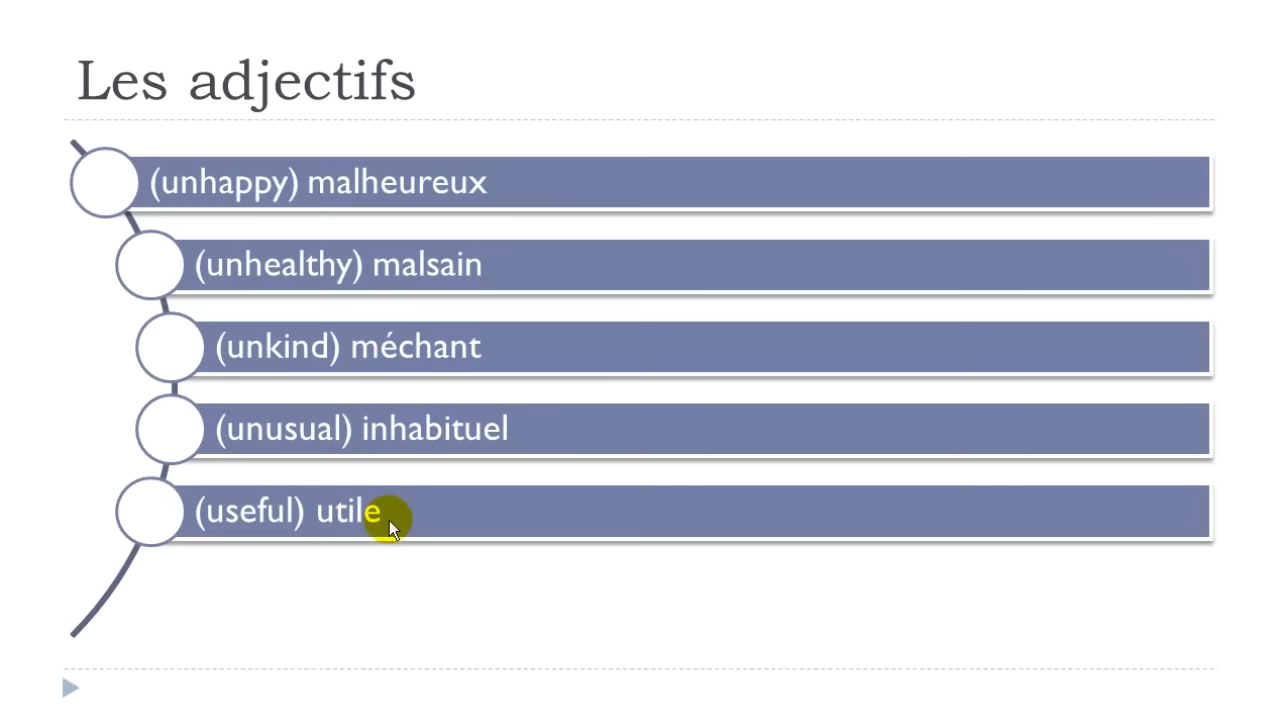 Les adjectifs
(unhappy) malheureux
(unhealthy) malsain
(unkind) méchant
(unusual) inhabituel
(useful) utile